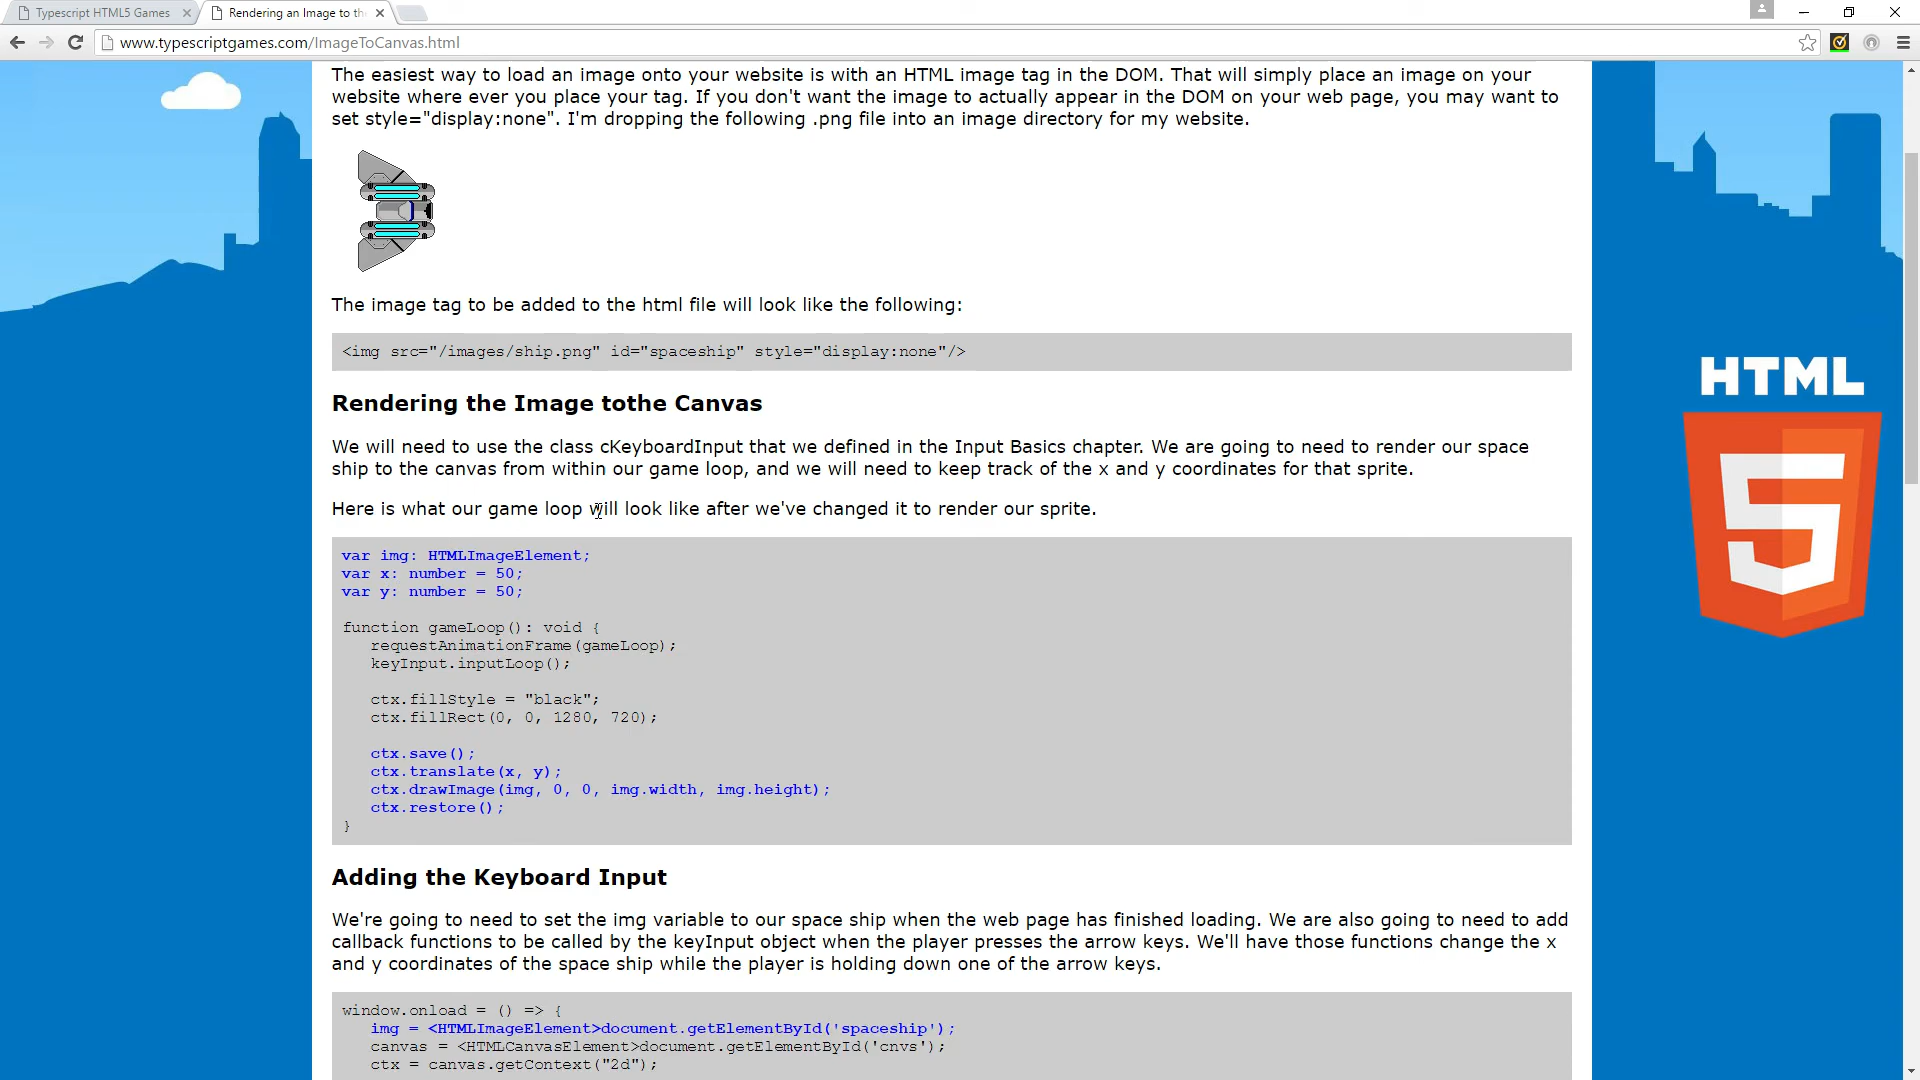 Typescript HTML5 Games
Rendering an Image to th
www.typescriptgames.com/ImageToCanvas.html
The easiest way to load an image onto your website is with an HTML image tag in the DOM. That will simply place an image on your
website where ever you place your tag. If you don't want the image to actually appear in the DOM on your web page, you may want to
set style="display:none". I'm dropping the following .png file into an image directory for my website.
The image tag to be added to the html file will look like the following:
<img src="/images/ship.png" id="spaceship" style="display:none"/>
Rendering the Image tothe Canvas
We will need to use the class cKeyboardInput that we defined in the Input Basics chapter. We are going to need to render our space
ship to the canvas from within our game loop, and we will need to keep track of the x and y coordinates for that sprite.
Here is what our game loop will look like after we've changed it to render our sprite.
var img: HTMLImageElement;
var x: number = 50;
var y: number = 50;
function gameLoop(): void {
requestAnimationFrame(gameLoop);
keyInput.inputLoop();
ctx.fillStyle = "black";
ctx.fillRect(0, 0, 1280, 720);
ctx.save();
ctx.translate(x, y);
ctx.drawImage(img, 0, 0, img.width, img.height);
ctx.restore();
}
Adding the Keyboard Input
We're going to need to set the img variable to our space ship when the web page has finished loading. We are also going to need to add
callback functions to be called by the keyInput object when the player presses the arrow keys. We'll have those functions change the x
and y coordinates of the space ship while the player is holding down one of the arrow keys.
window.onload = () => {
img = <HTMLImageElement>document.getElementById('spaceship');
canvas = <HTMLCanvasElement>document.getElementById('cnvs');
ctx = canvas.getContext("2d");
HTML
5